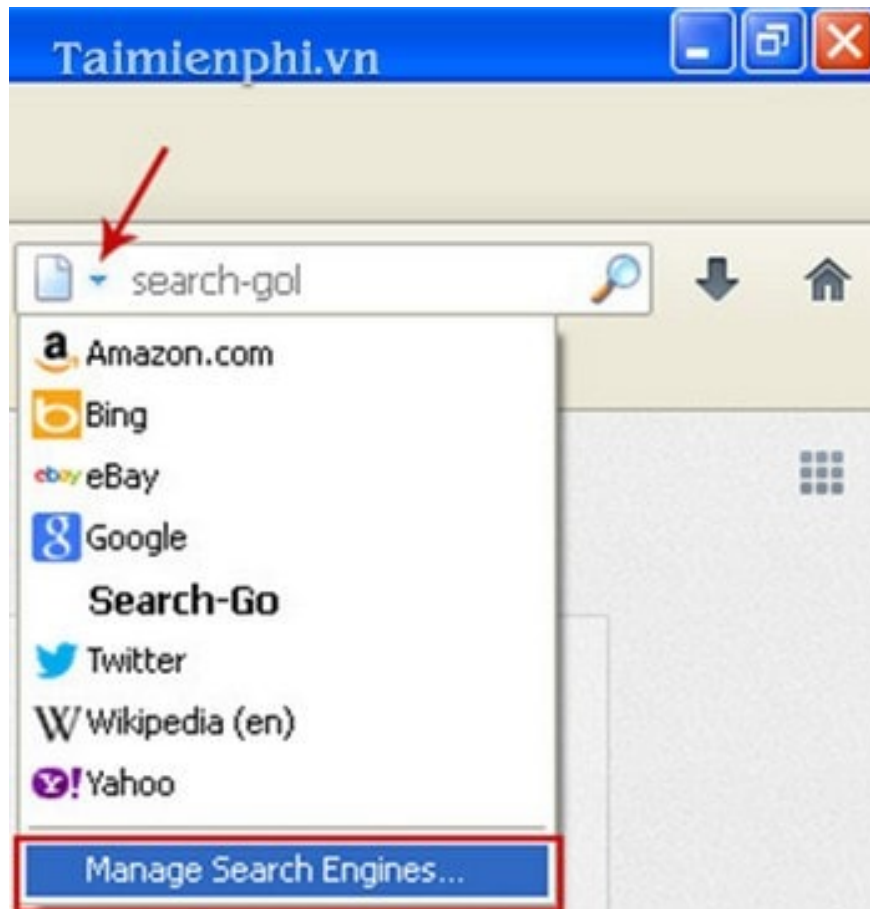 Taimienphi.vn
search-gol
Amazon.com
Bing
ebay eBay
Google
Search-Go
Twitter
Wikipedia (en)
Yahoo
Manage Search Engines...